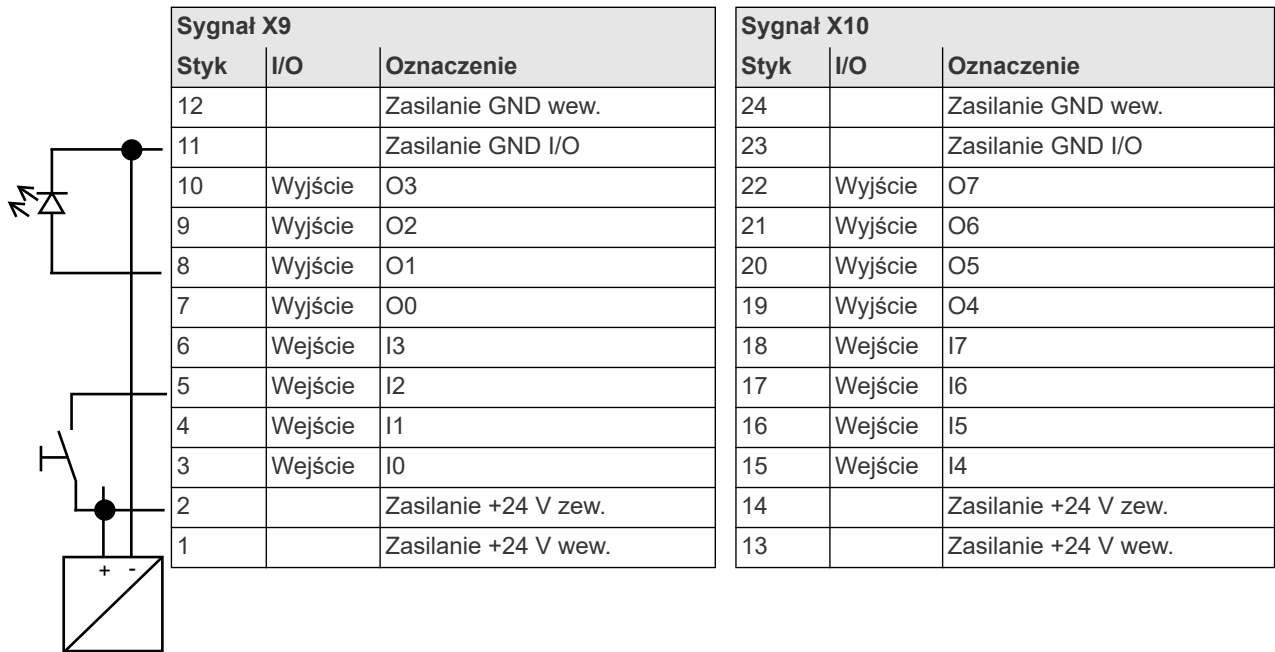 Sygnał X9
Styk I/O Oznaczenie
12 Zasilanie GND wew.
11 Zasilanie GND I/O
10 Wyjście O3
9 Wyjście O2
8 Wyjście O1
7 Wyjście O0
6 Wejście I3
5 Wejście I2
4 Wejście I1
3 Wejście I0
2 Zasilanie +24 V zew.
1 Zasilanie +24 V wew.
+ -
Sygnał X10
Styk I/O Oznaczenie
24 Zasilanie GND wew.
23 Zasilanie GND I/O
22 Wyjście O7
21 Wyjście O6
20 Wyjście O5
19 Wyjście O4
18 Wejście I7
17 Wejście I6
16 Wejście I5
15 Wejście I4
14 Zasilanie +24 V zew.
13 Zasilanie +24 V wew.